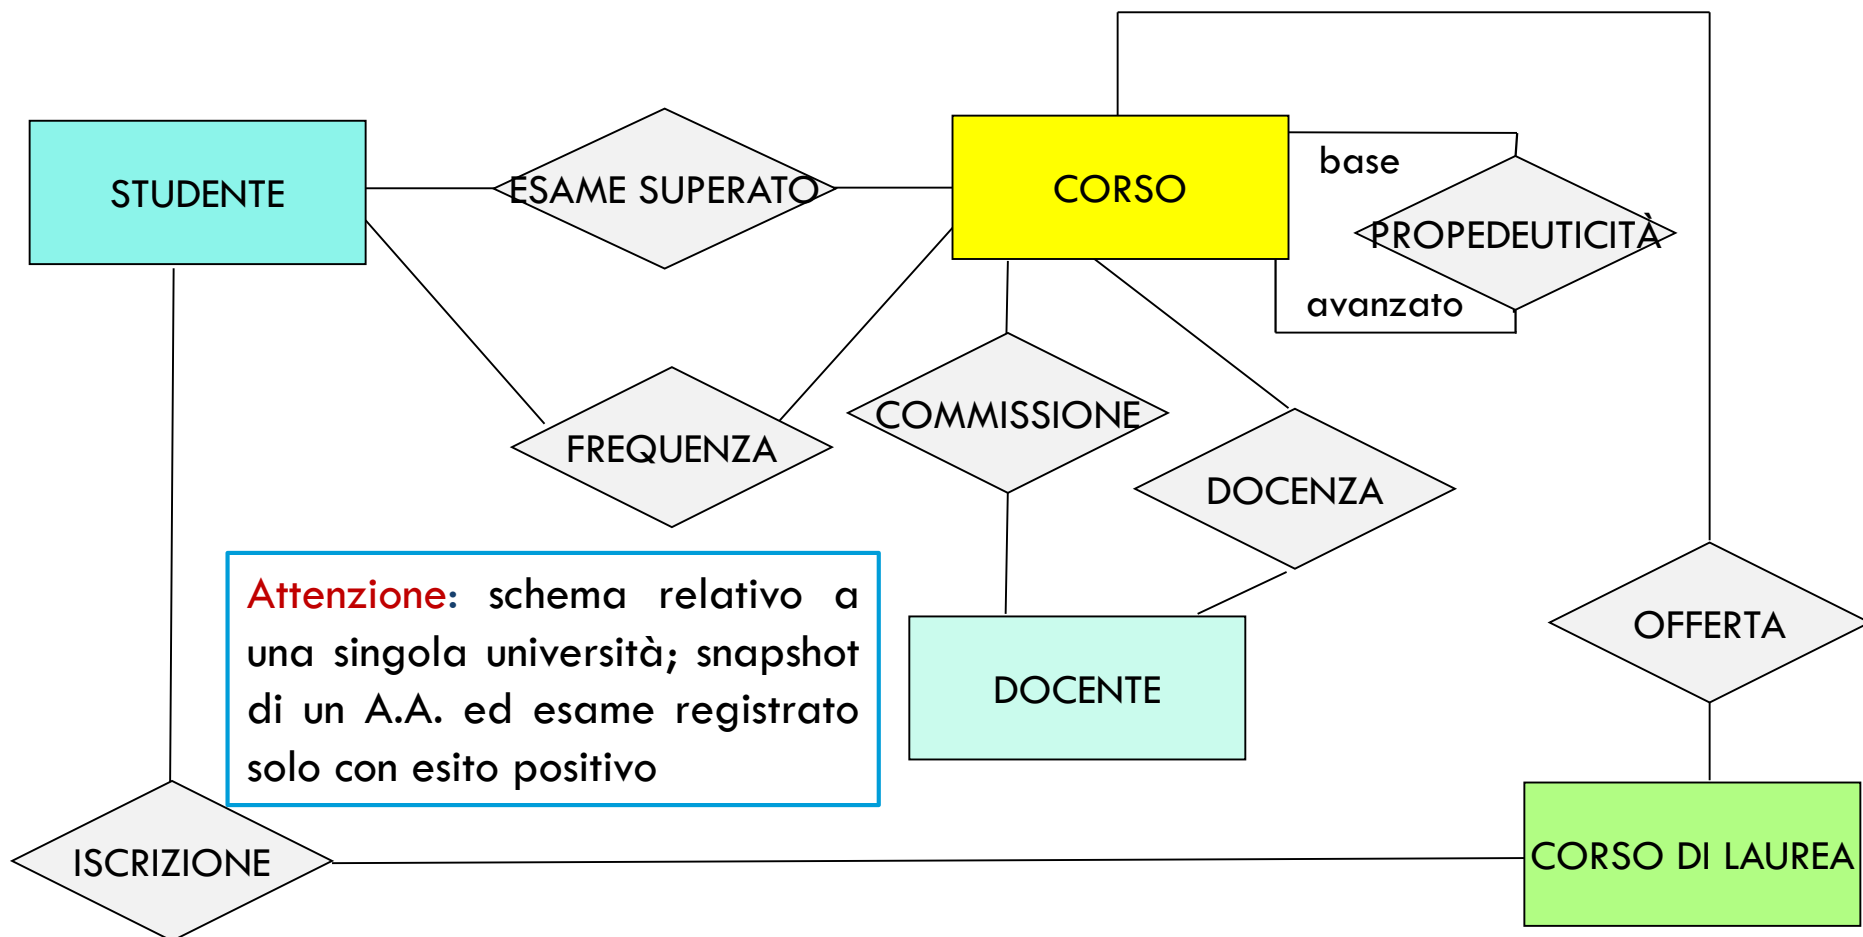 STUDENTE
ESAME SUPERATO
CORSO
base
PROPEDEUTICITÀ
avanzato
FREQUENZA
COMMISSIONE
DOCENZA
Attenzione: schema relativo a
una singola università; snapshot
di un A.A. ed esame registrato
solo con esito positivo
DOCENTE
OFFERTA
ISCRIZIONE
CORSO DI LAUREA